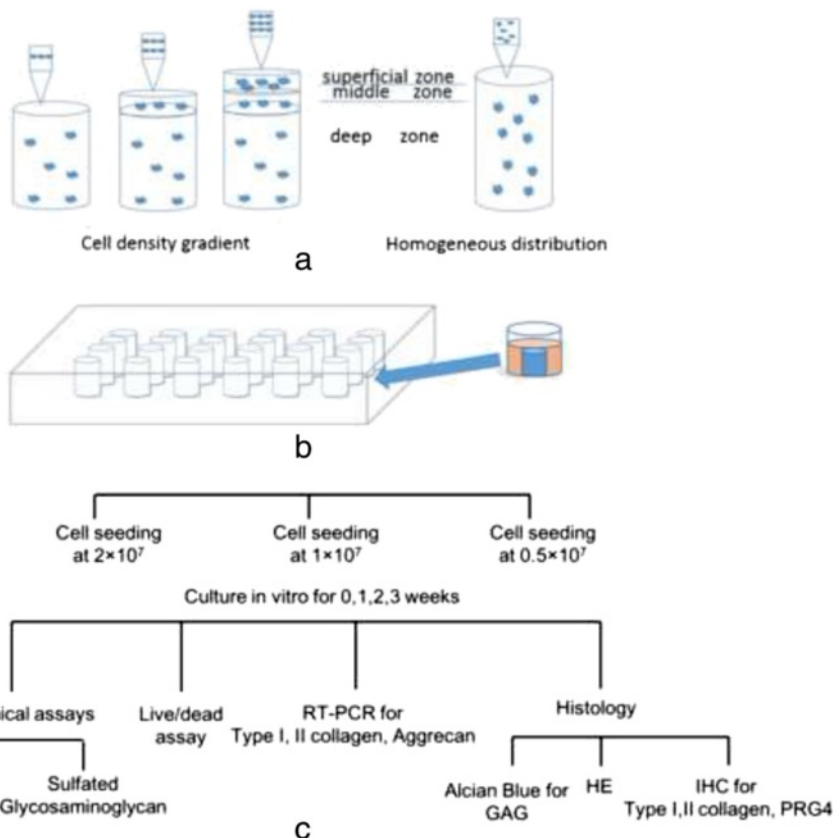 superficial zone
middle zone
deep zone
Cell density gradient
Homogeneous distribution
a
b
Cell seeding
at 2×10⁷
Cell seeding
at 1×10⁷
Cell seeding
at 0.5×10⁷
Culture in vitro for 0,1,2,3 weeks
ical assays
Live/dead
assay
RT-PCR for
Type I, II collagen, Aggrecan
Histology
Sulfated
Glycosaminoglycan
Alcian Blue for
GAG
HE
IHC for
Type I,II collagen, PRG4
c